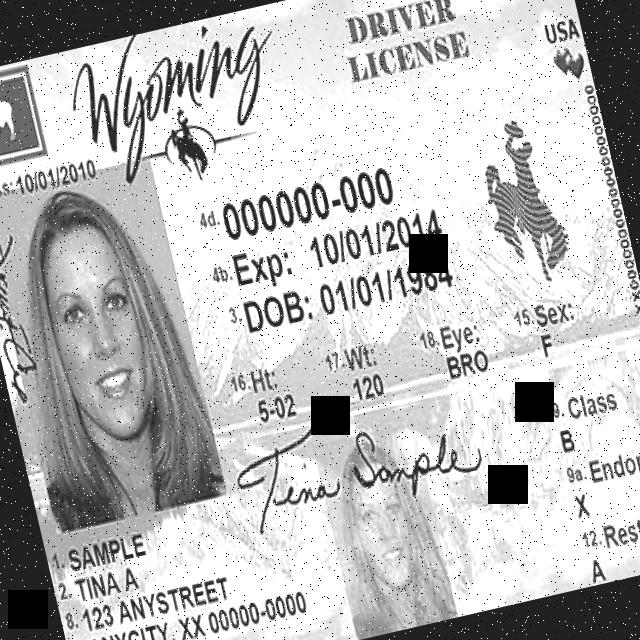 Wyoming
DRIVER
LICENSE
USA
ss:10/01/2010
4d. 000000-000
4b. Exp: 10/01/2014
3. DOB: 01/01/1984
16. Ht:
5-02
17. Wt:
120
18. Eye:
BRO
15. Sex:
F
9. Class
B
9a. Endor
X
12. Rest
A
Tina Sample
1. SAMPLE
2. TINA A
8. 123 ANYSTREET
ANYCITY, XX 00000-0000